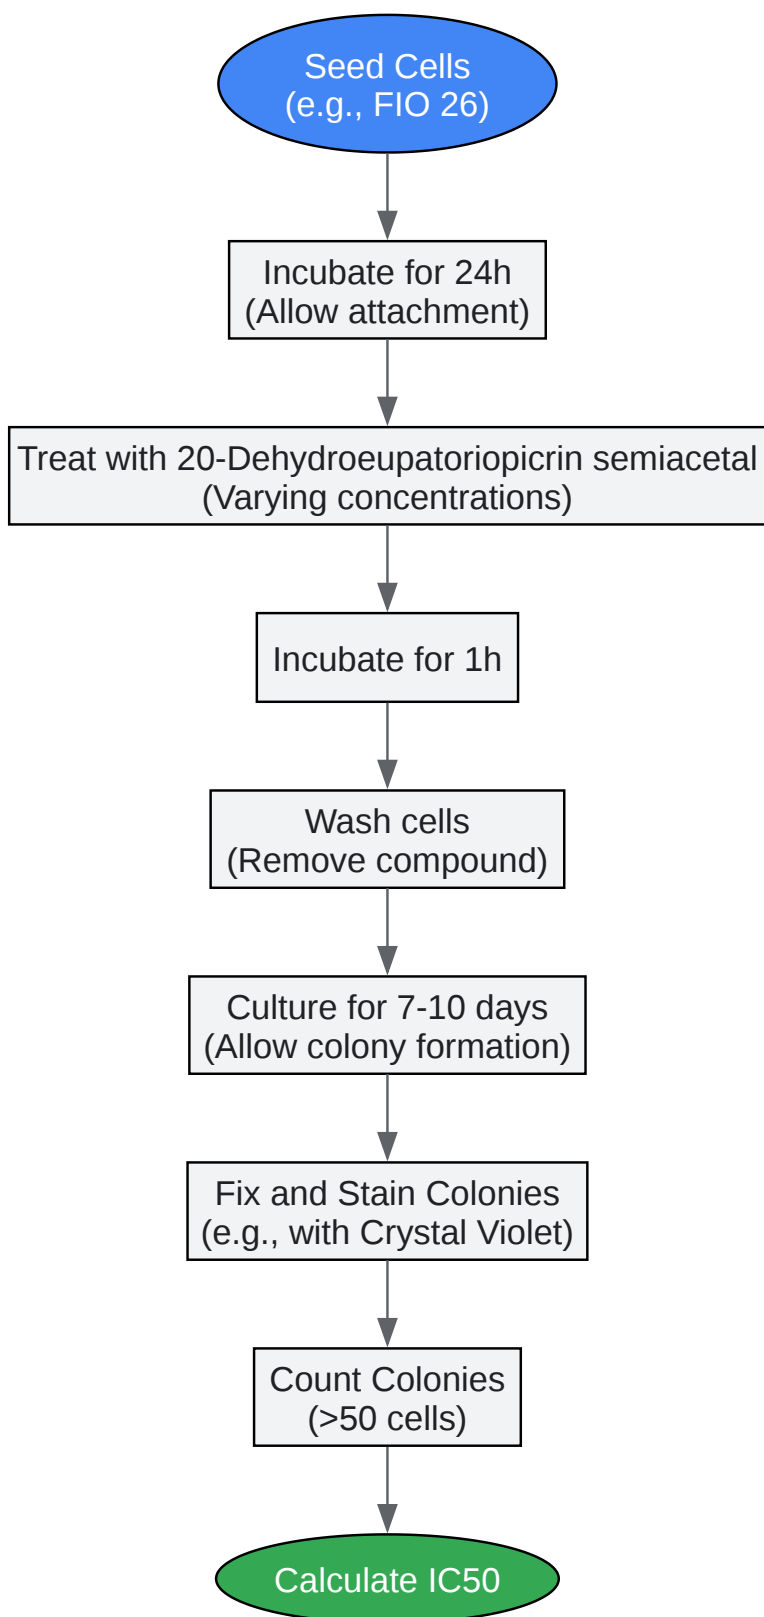 Seed Cells
(e.g., FIO 26)
Incubate for 24h
(Allow attachment)
Treat with 20-Dehydroeupatoriopicrin semiacetal
(Varying concentrations)
Incubate for 1h
Wash cells
(Remove compound)
Culture for 7-10 days
(Allow colony formation)
Fix and Stain Colonies
(e.g., with Crystal Violet)
Count Colonies
(>50 cells)
Calculate IC50